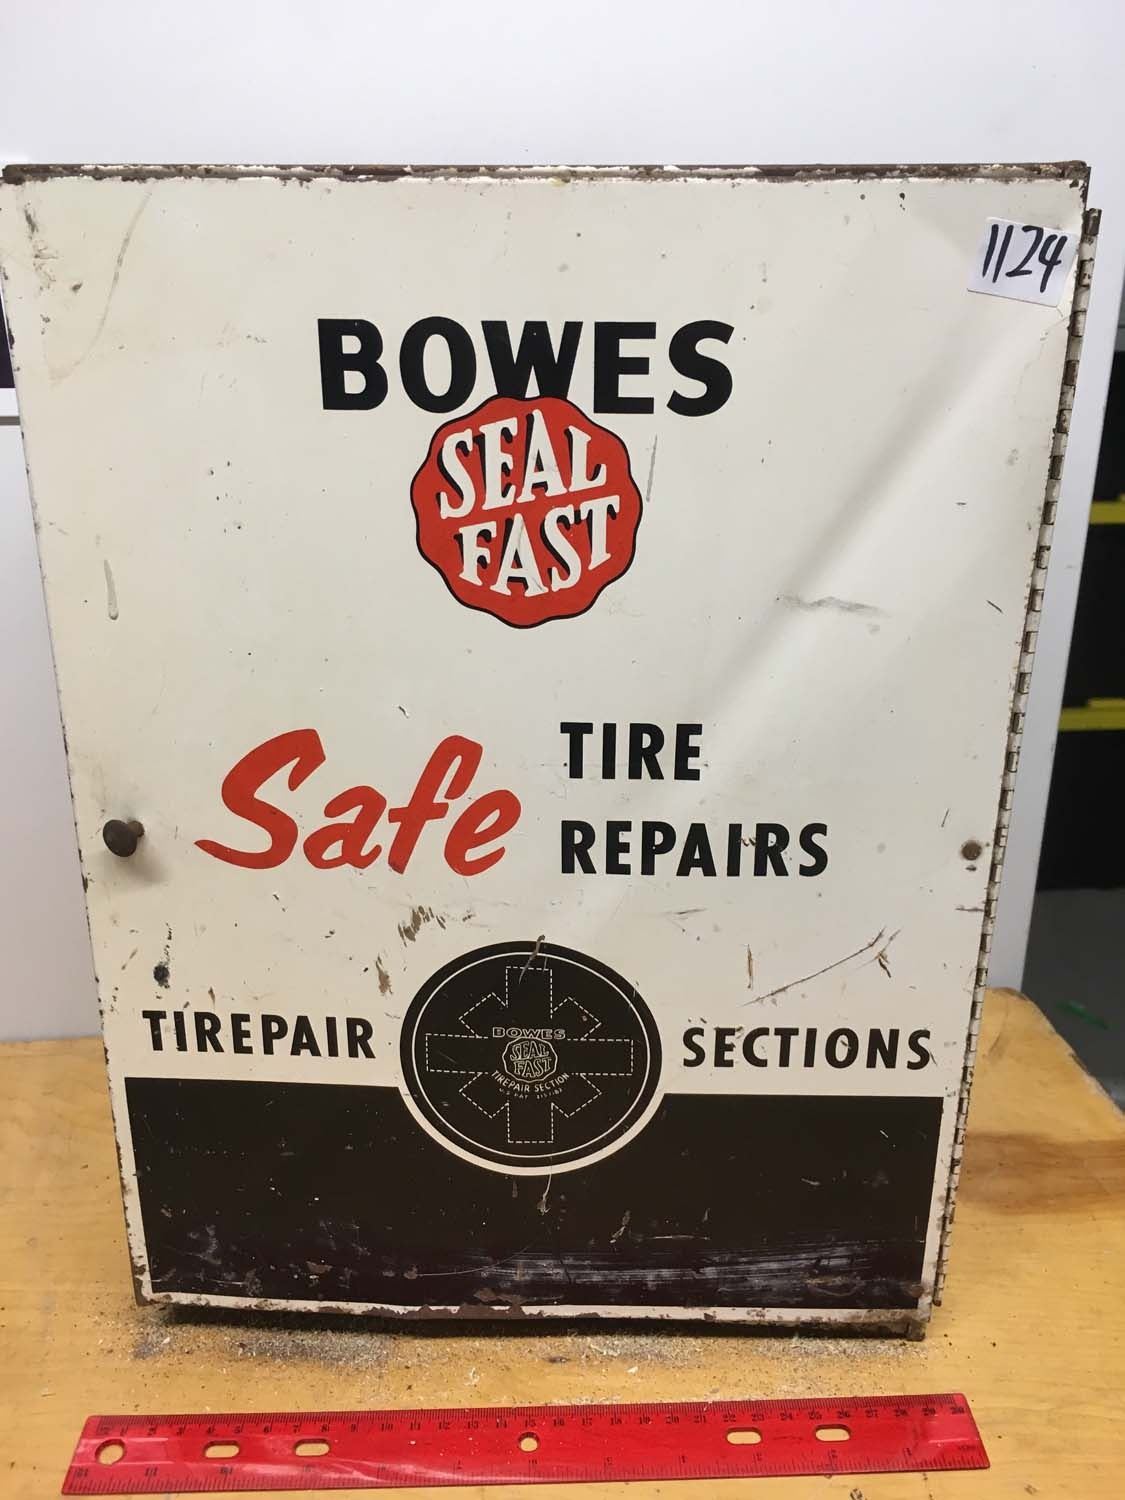 1124
BOWES
SEAL
FAST
Safe TIRE
REPAIRS
TIREPAIR SECTIONS
BOWES
SEAL
FAST
TIREPAIR SECTION